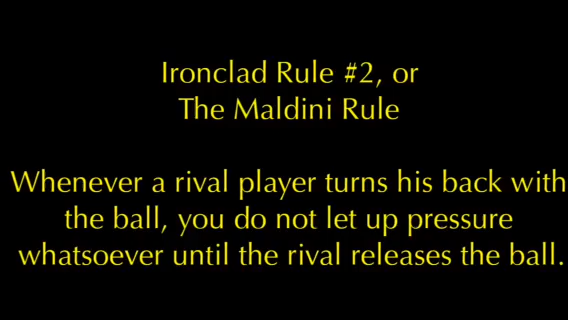 Ironclad Rule #2, or
The Maldini Rule
Whenever a rival player turns his back with
the ball, you do not let up pressure
whatsoever until the rival releases the ball.